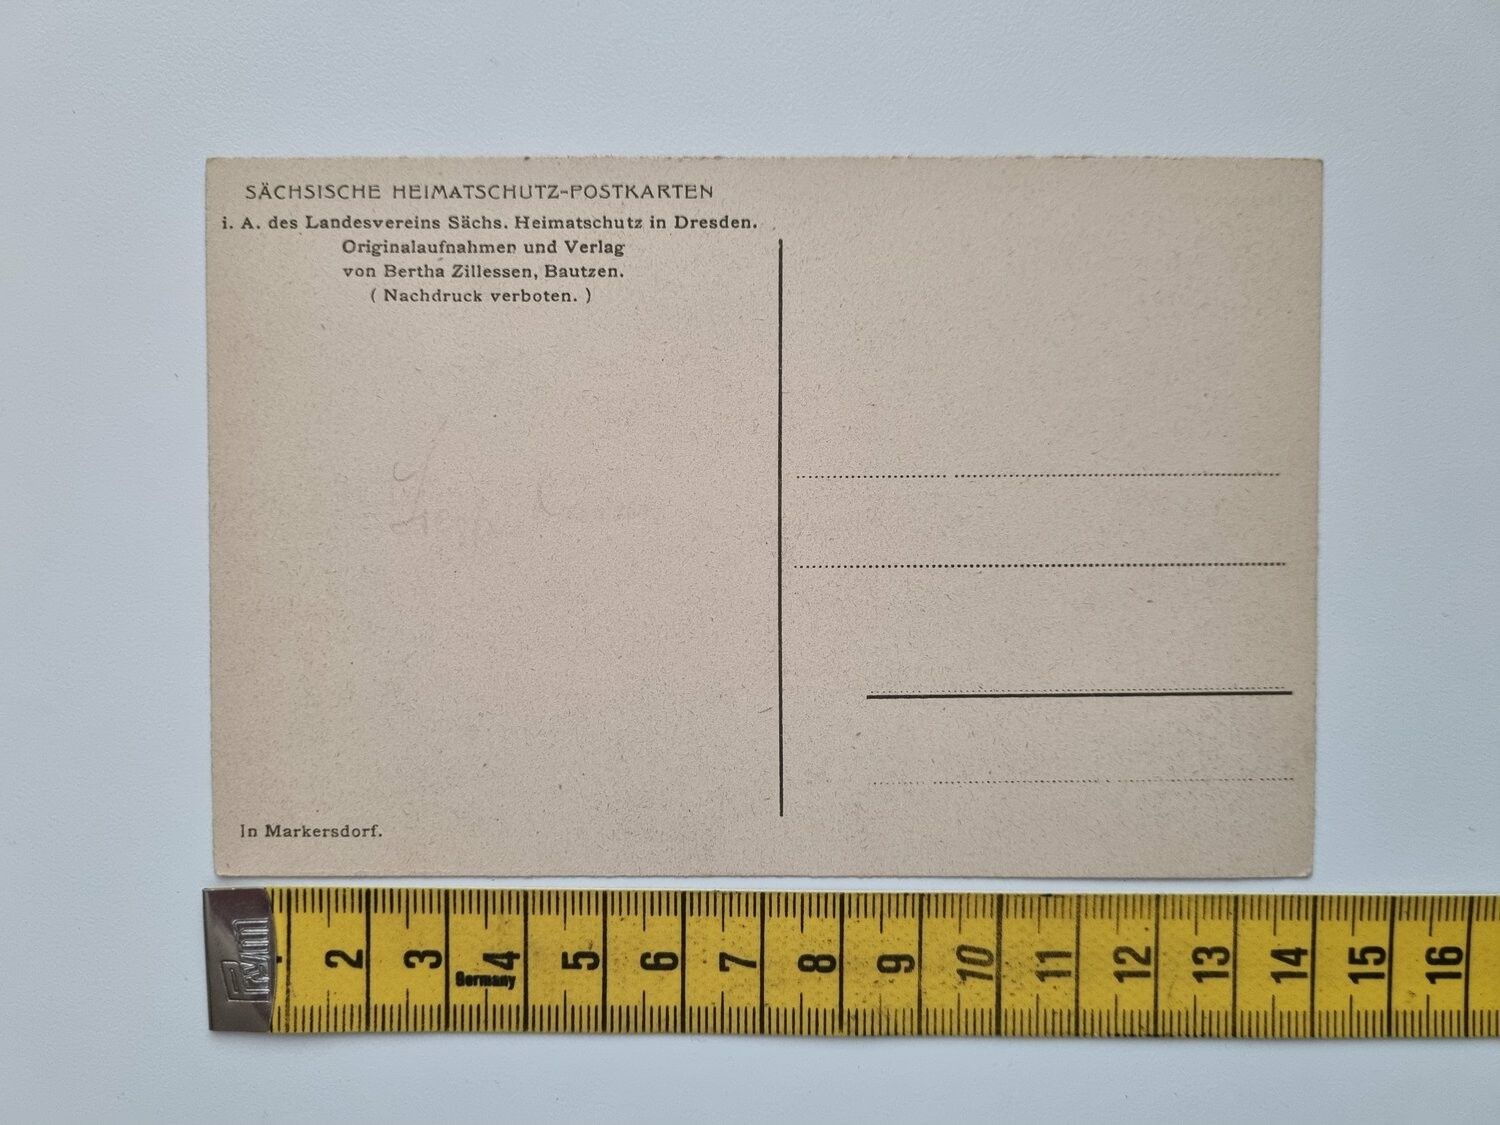 SÄCHSISCHE HEIMATSCHUTZ-POSTKARTEN
i. A. des Landesvereins Sächs. Heimatschutz in Dresden.
Originalaufnahmen und Verlag
von Bertha Zillessen, Bautzen.
( Nachdruck verboten. )
In Markersdorf.
Prym
2 3 4 5 6 7 8 9 10 11 12 13 14 15 16
Germany